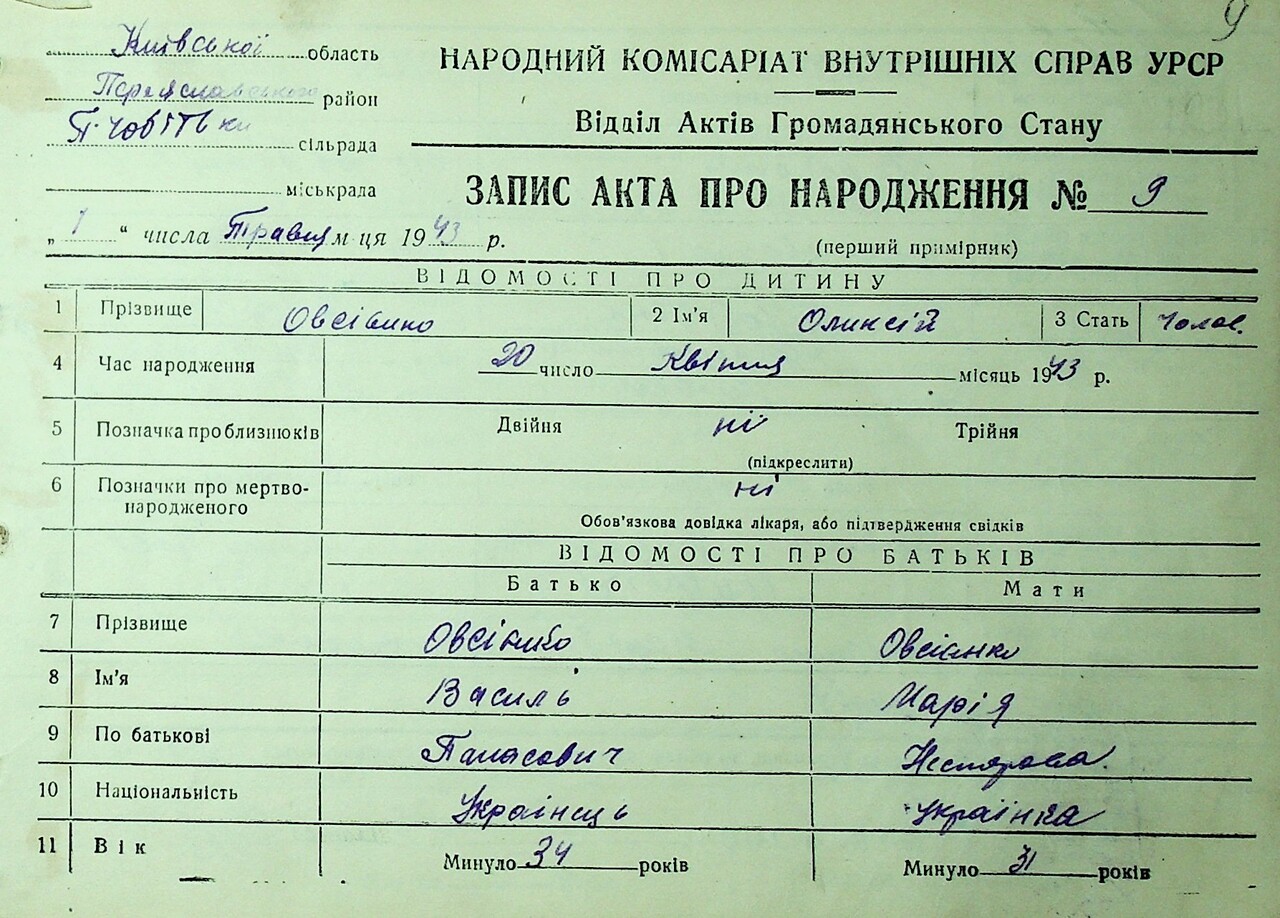 9
Київської область
Переяславського район
сільрада
міськрада
НАРОДНИЙ КОМІСАРІАТ ВНУТРІШНІХ СПРАВ УРСР
Відділ Актів Громадянського Стану
ЗАПИС АКТА ПРО НАРОДЖЕННЯ № 9
(перший примірник)
„1“ числа Травця м ця 1943 р.
ВІДОМОСТІ ПРО ДИТИНУ
1 Прізвище Овсієнко 2 Ім'я Оликсій 3 Стать Чолов.
4 Час народження 20 число Квітня місяць 1943 р.
5 Позначка про близнюків Двійня ні Трійня
(підкреслити)
6 Позначки про мертво-
народженого ні
Обов'язкова довідка лікаря, або підтвердження свідків
ВІДОМОСТІ ПРО БАТЬКІВ
Батько Мати
7 Прізвище Овсієнко Овсієнко
8 Ім'я Василь Марія
9 По батькові Панасович Нестерова
10 Національність Українець Українка
11 Вік Минуло 34 років Минуло 31 років